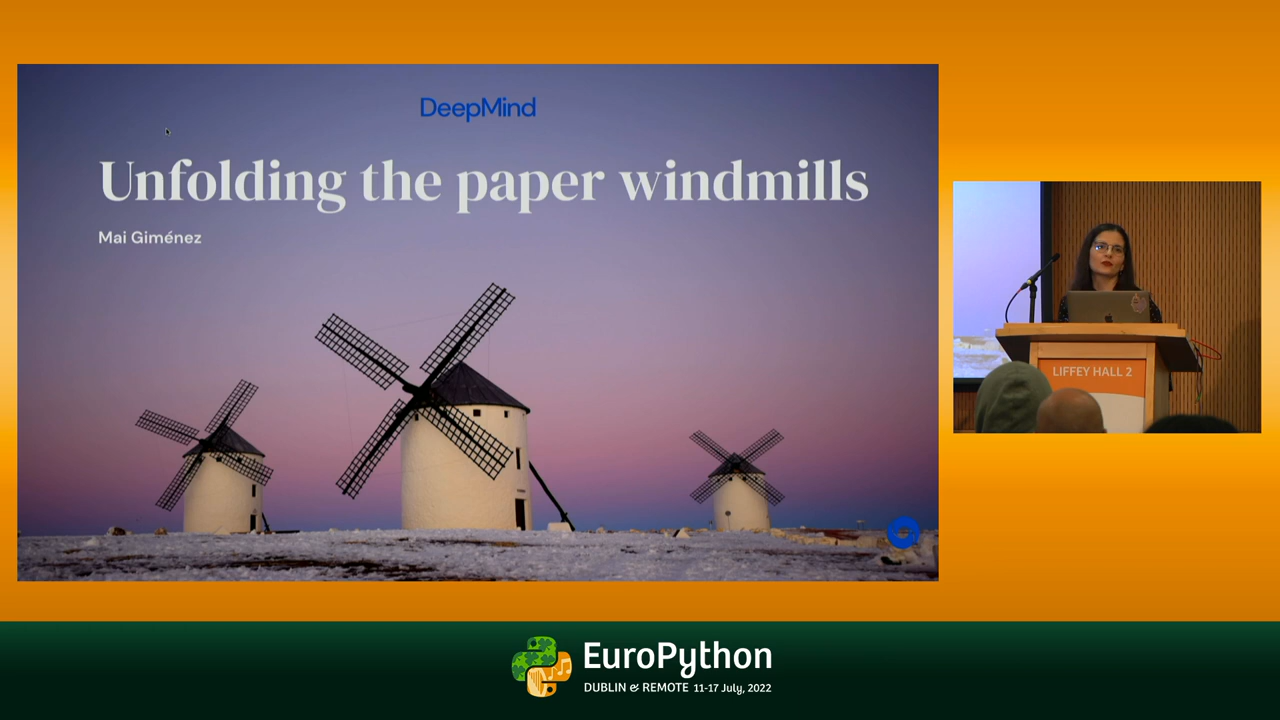 DeepMind
Unfolding the paper windmills
Mai Giménez
LIFFEY HALL 2
EuroPython
DUBLIN & REMOTE 11-17 July, 2022